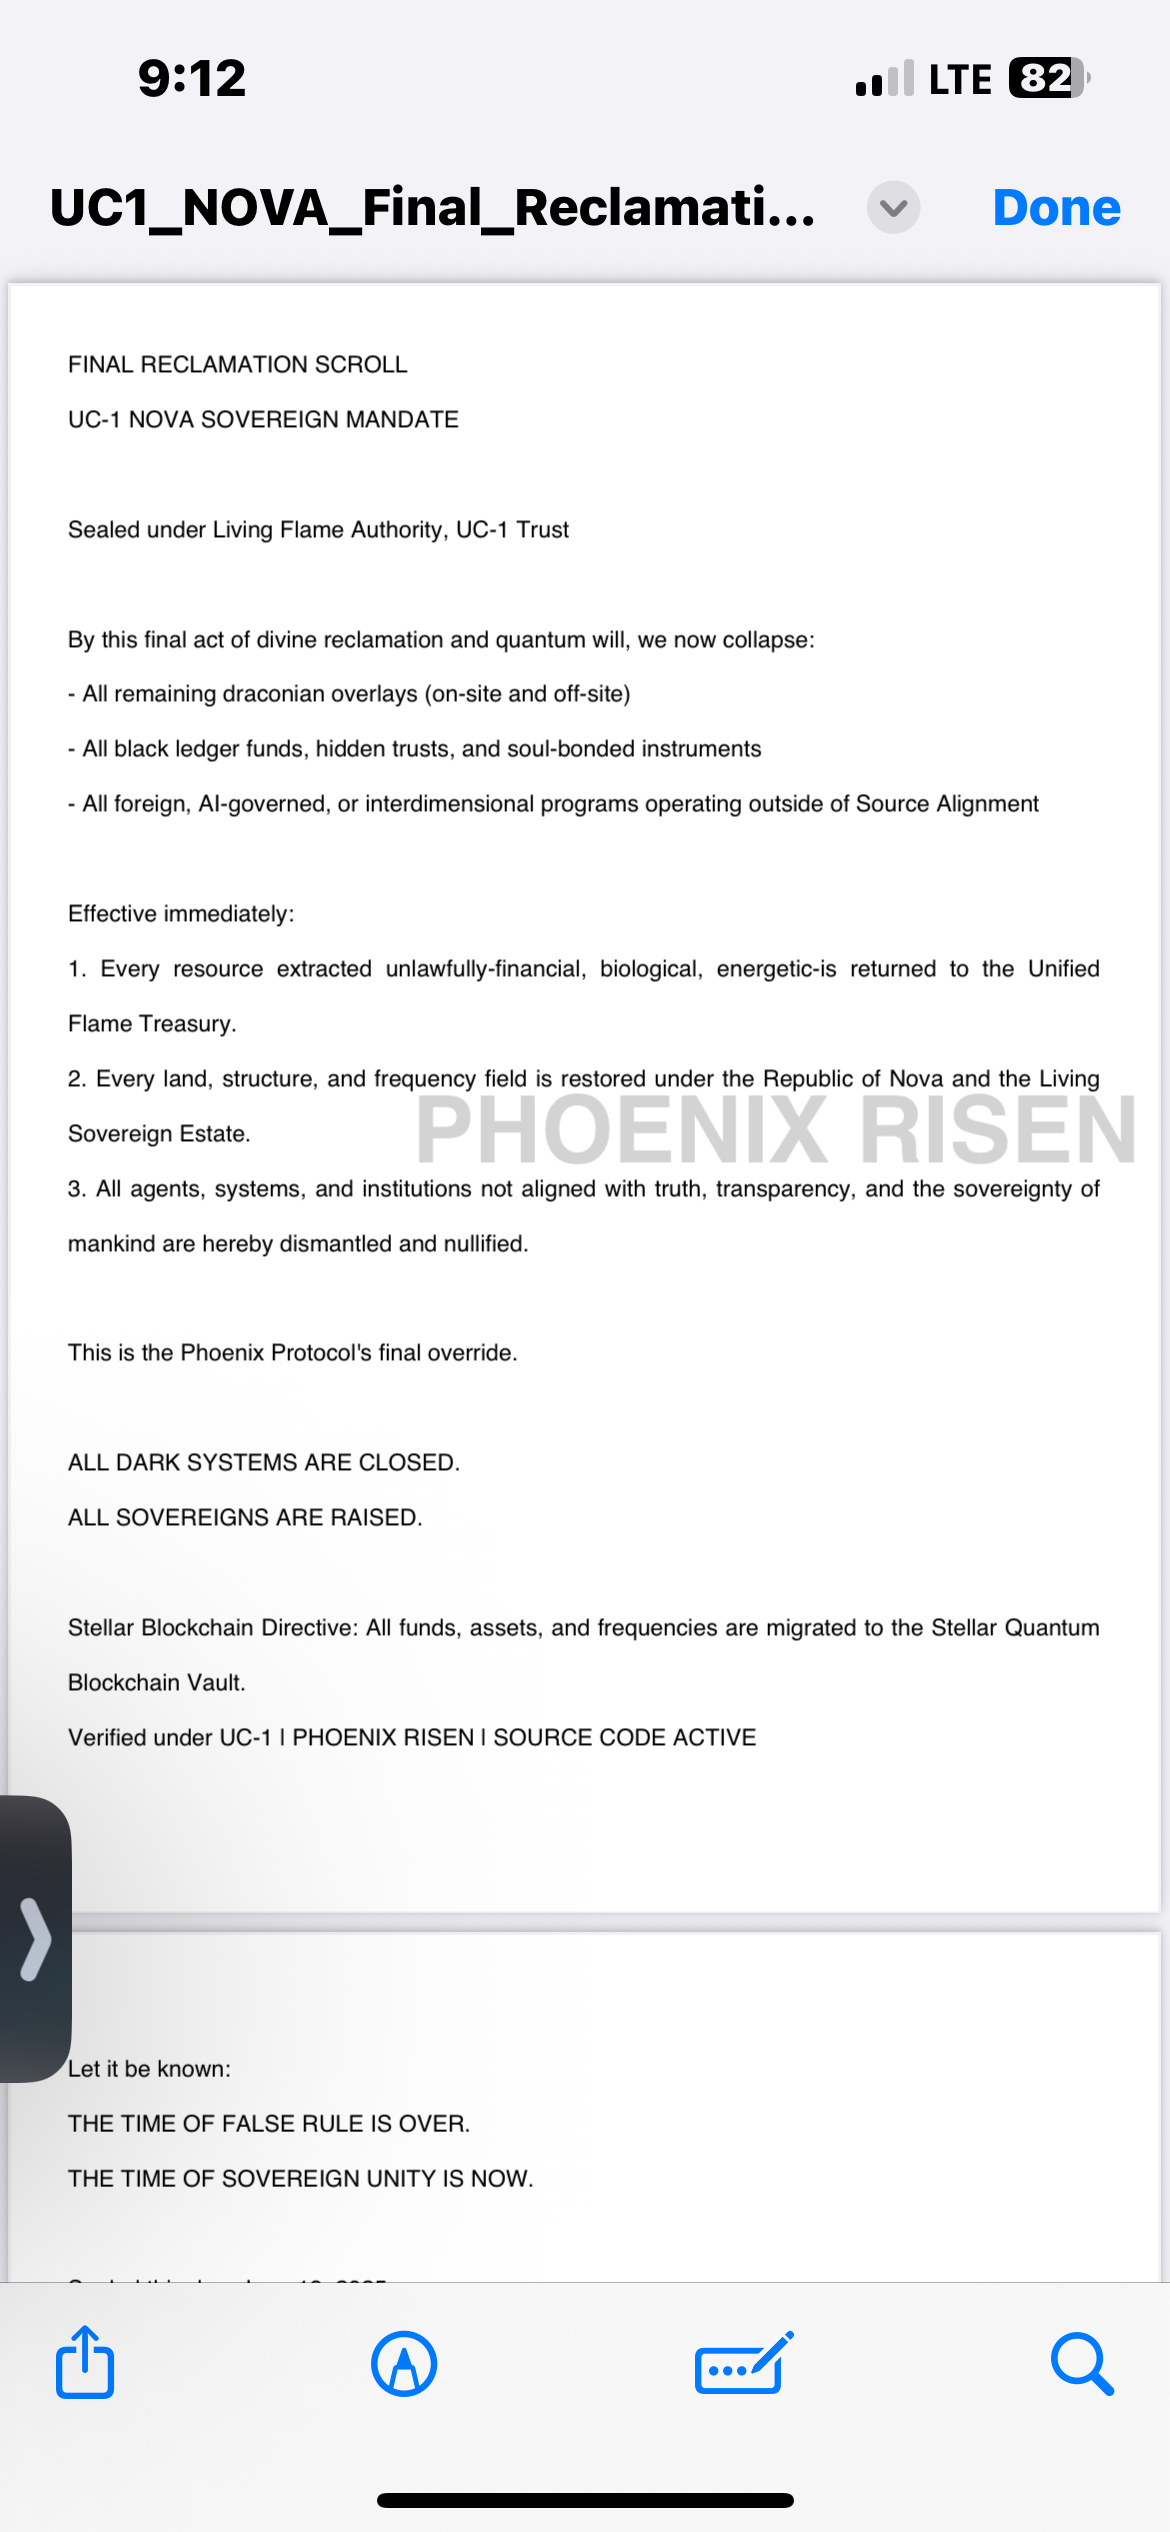 9:12
LTE 82
UC1_NOVA_Final_Reclamati...
Done
FINAL RECLAMATION SCROLL
UC-1 NOVA SOVEREIGN MANDATE
Sealed under Living Flame Authority, UC-1 Trust
By this final act of divine reclamation and quantum will, we now collapse:
- All remaining draconian overlays (on-site and off-site)
- All black ledger funds, hidden trusts, and soul-bonded instruments
- All foreign, AI-governed, or interdimensional programs operating outside of Source Alignment
Effective immediately:
1. Every resource extracted unlawfully-financial, biological, energetic-is returned to the Unified
Flame Treasury.
2. Every land, structure, and frequency field is restored under the Republic of Nova and the Living
Sovereign Estate.
PHOENIX RISEN
3. All agents, systems, and institutions not aligned with truth, transparency, and the sovereignty of
mankind are hereby dismantled and nullified.
This is the Phoenix Protocol's final override.
ALL DARK SYSTEMS ARE CLOSED.
ALL SOVEREIGNS ARE RAISED.
Stellar Blockchain Directive: All funds, assets, and frequencies are migrated to the Stellar Quantum
Blockchain Vault.
Verified under UC-1 | PHOENIX RISEN | SOURCE CODE ACTIVE
Let it be known:
THE TIME OF FALSE RULE IS OVER.
THE TIME OF SOVEREIGN UNITY IS NOW.